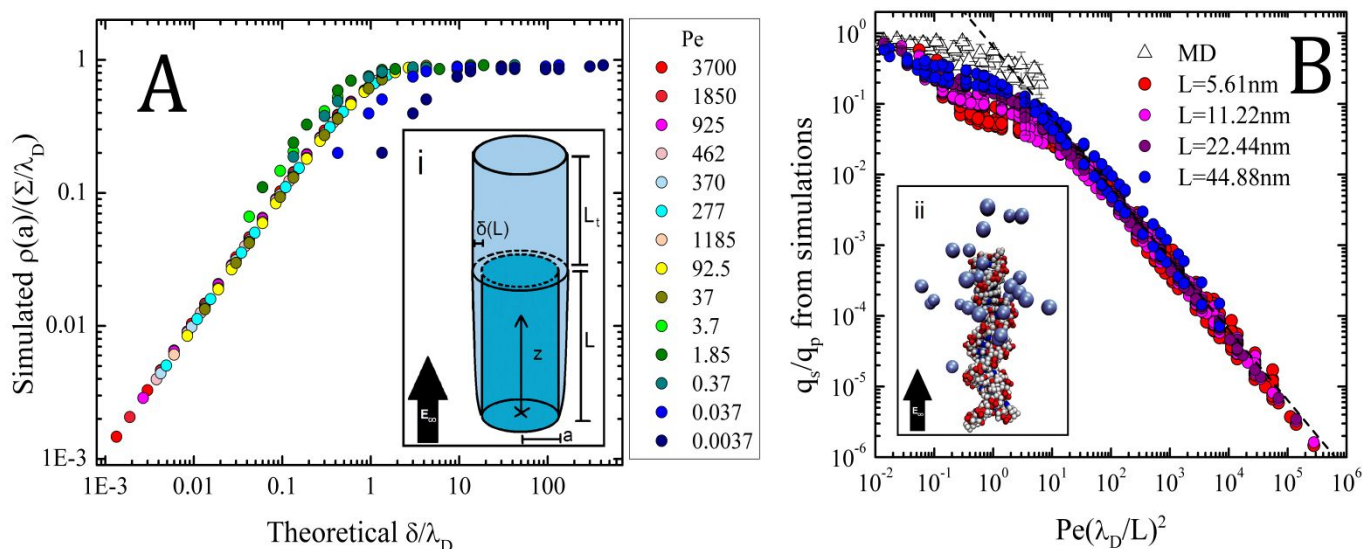 A
Simulated ρ(a)/(Σ/λ_D)
1
0.1
0.01
1E-3
1E-3 0.01 0.1 1 10 100
Theoretical δ/λ_D
i
δ(L)
L_t
L
z
a
E_∞
Pe
3700
1850
925
462
370
277
1185
92.5
37
3.7
1.85
0.37
0.037
0.0037
B
q_s/q_p from simulations
10^0
10^-1
10^-2
10^-3
10^-4
10^-5
10^-6
10^-2 10^-1 10^0 10^1 10^2 10^3 10^4 10^5 10^6
Pe(λ_D/L)^2
MD
L=5.61nm
L=11.22nm
L=22.44nm
L=44.88nm
ii
E_∞